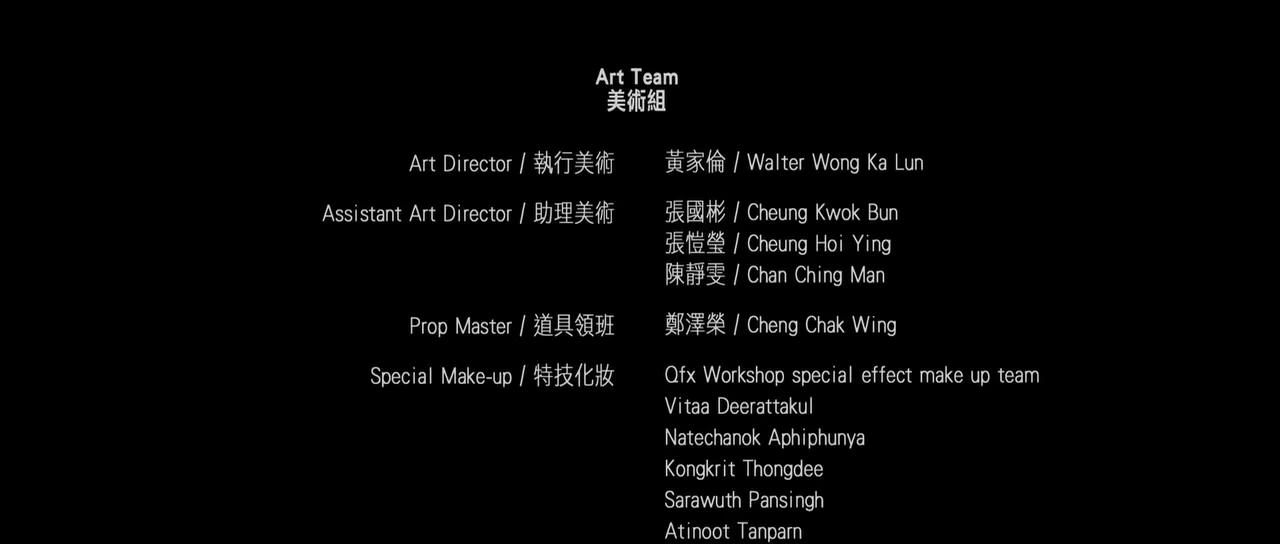 Art Team
美術組
Art Director / 執行美術 黃家倫 / Walter Wong Ka Lun
Assistant Art Director / 助理美術 張國彬 / Cheung Kwok Bun
張愷瑩 / Cheung Hoi Ying
陳靜雯 / Chan Ching Man
Prop Master / 道具領班 鄭澤榮 / Cheng Chak Wing
Special Make-up / 特技化妝 Qfx Workshop special effect make up team
Vitaa Deerattakul
Natechanok Aphiphunya
Kongkrit Thongdee
Sarawuth Pansingh
Atinoot Tanparn